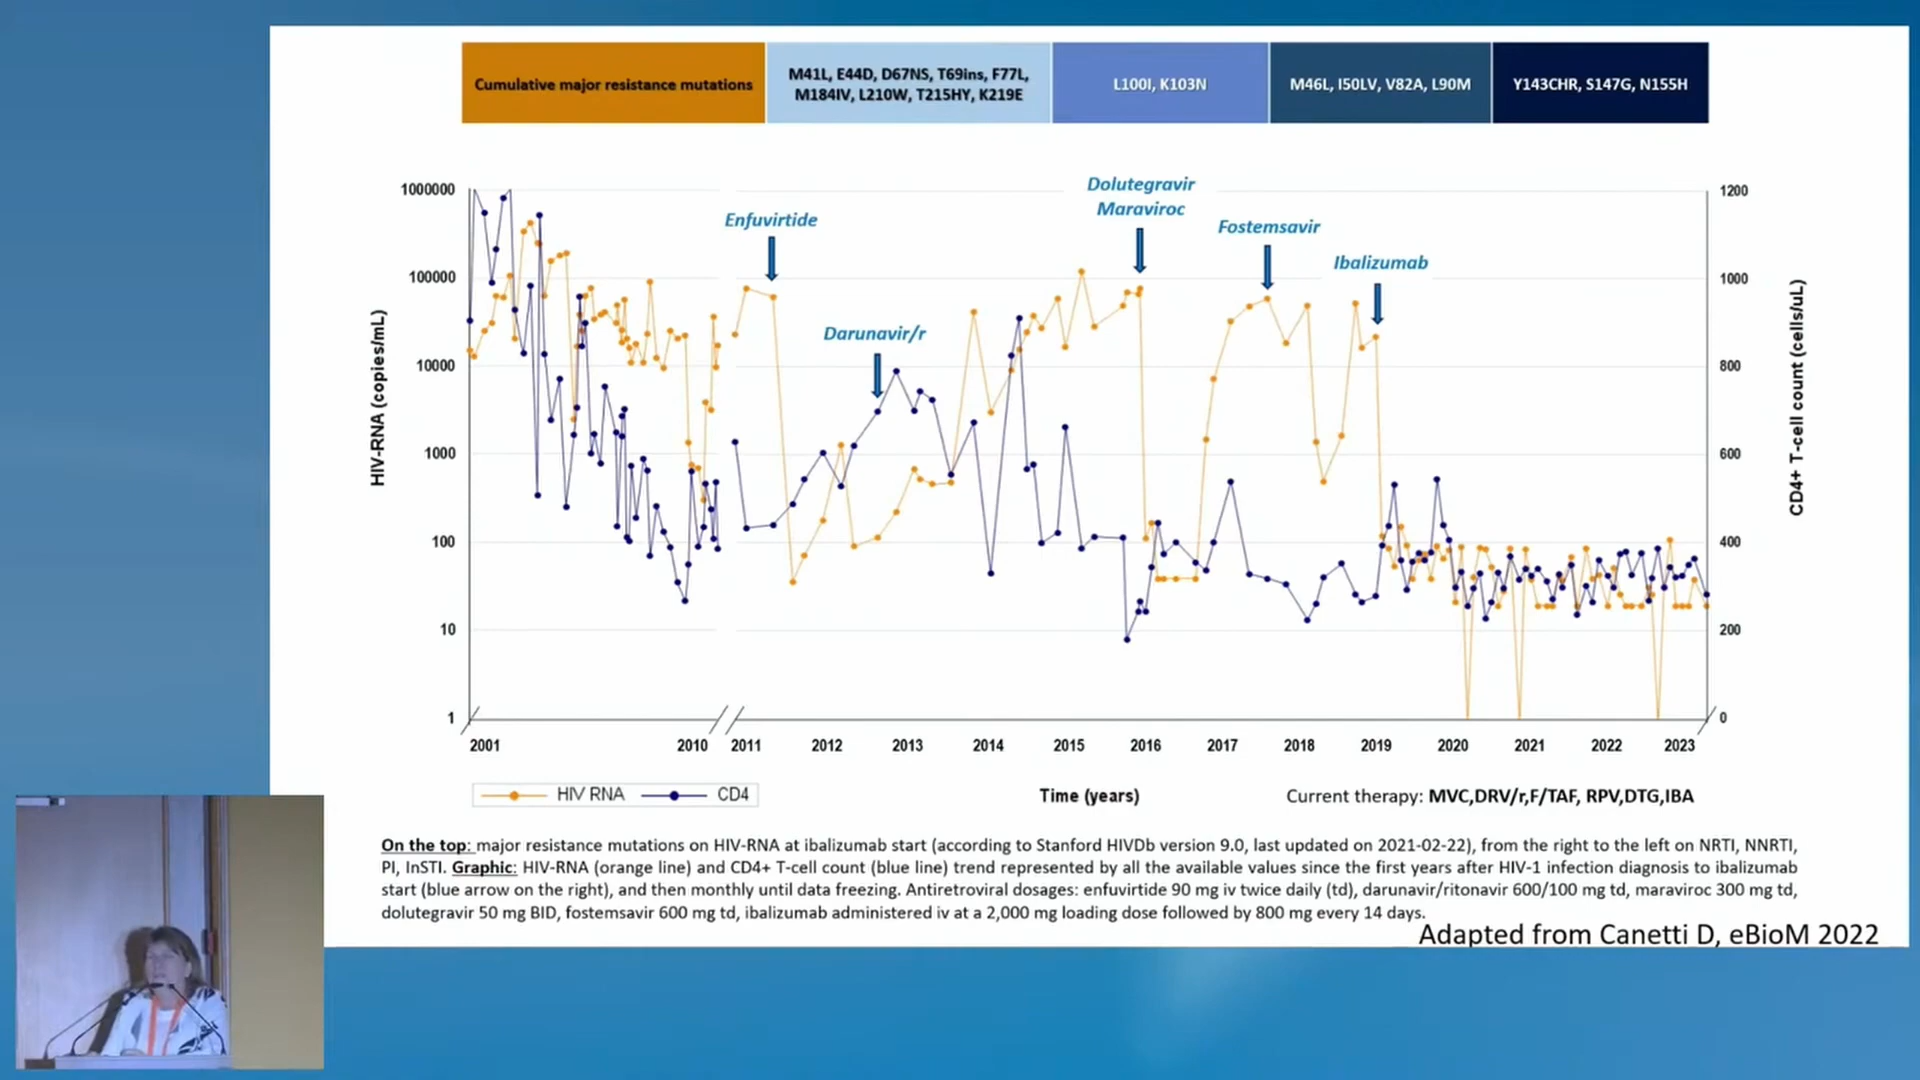 Cumulative major resistance mutations
M41L, E44D, D67NS, T69ins, F77L,
M184IV, L210W, T215HY, K219E
L100I, K103N
M46L, I50LV, V82A, L90M
Y143CHR, S147G, N155H
Dolutegravir
Maraviroc
Enfuvirtide
Fostemsavir
Ibalizumab
Darunavir/r
HIV-RNA (copies/mL)
1000000
100000
10000
1000
100
10
1
1200
1000
800
600
400
200
0
CD4+ T-cell count (cells/uL)
2001 2010 2011 2012 2013 2014 2015 2016 2017 2018 2019 2020 2021 2022 2023
HIV RNA CD4
Time (years)
Current therapy: MVC,DRV/r,F/TAF, RPV,DTG,IBA
On the top: major resistance mutations on HIV-RNA at ibalizumab start (according to Stanford HIVDb version 9.0, last updated on 2021-02-22), from the right to the left on NRTI, NNRTI,
PI, InSTI. Graphic: HIV-RNA (orange line) and CD4+ T-cell count (blue line) trend represented by all the available values since the first years after HIV-1 infection diagnosis to ibalizumab
start (blue arrow on the right), and then monthly until data freezing. Antiretroviral dosages: enfuvirtide 90 mg iv twice daily (td), darunavir/ritonavir 600/100 mg td, maraviroc 300 mg td,
dolutegravir 50 mg BID, fostemsavir 600 mg td, ibalizumab administered iv at a 2,000 mg loading dose followed by 800 mg every 14 days.
Adapted from Canetti D, eBioM 2022